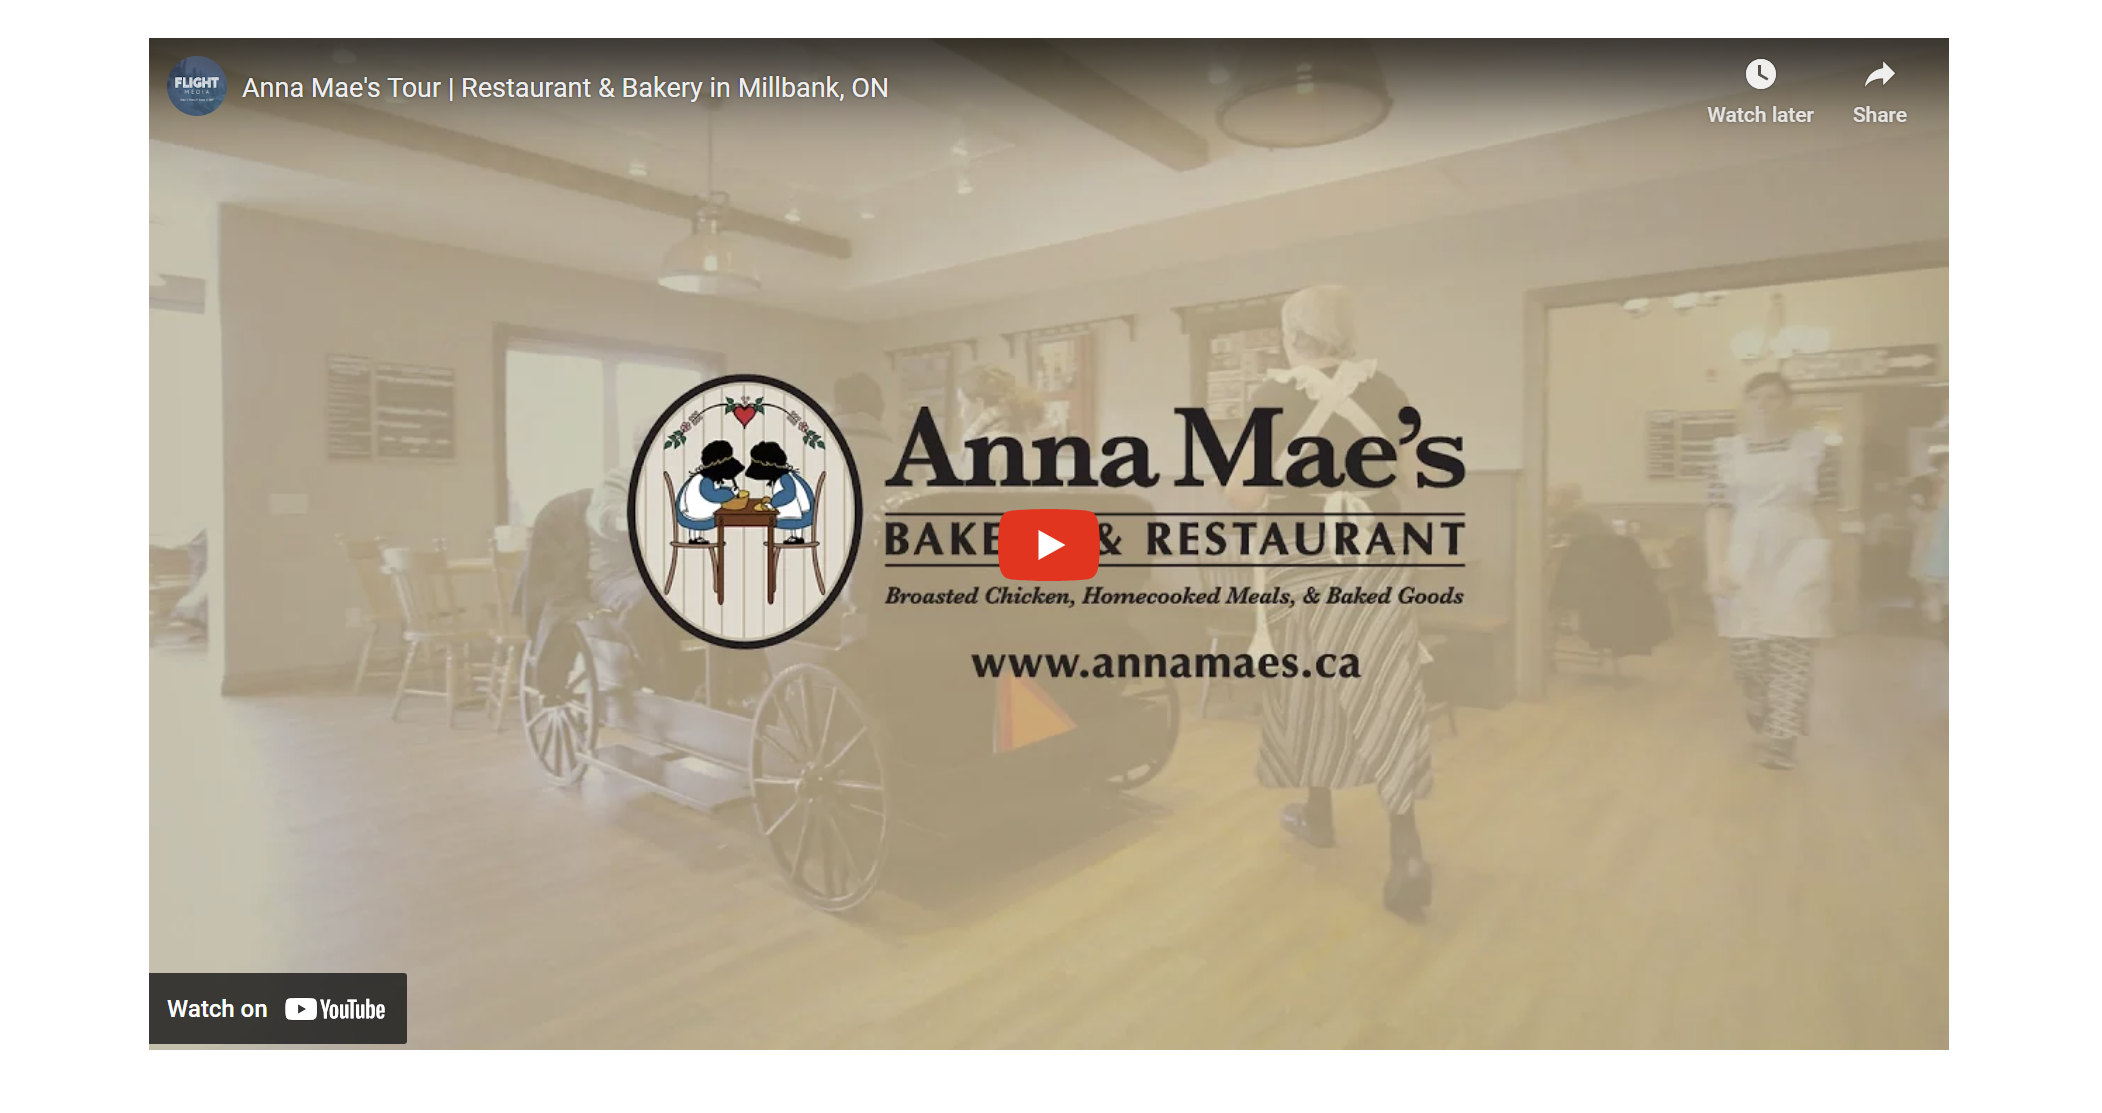 FLIGHT
MEDIA
Anna Mae's Tour | Restaurant & Bakery in Millbank, ON
Watch later
Share
Anna Mae's
BAKE & RESTAURANT
Broasted Chicken, Homecooked Meals, & Baked Goods
www.annamaes.ca
Watch on YouTube